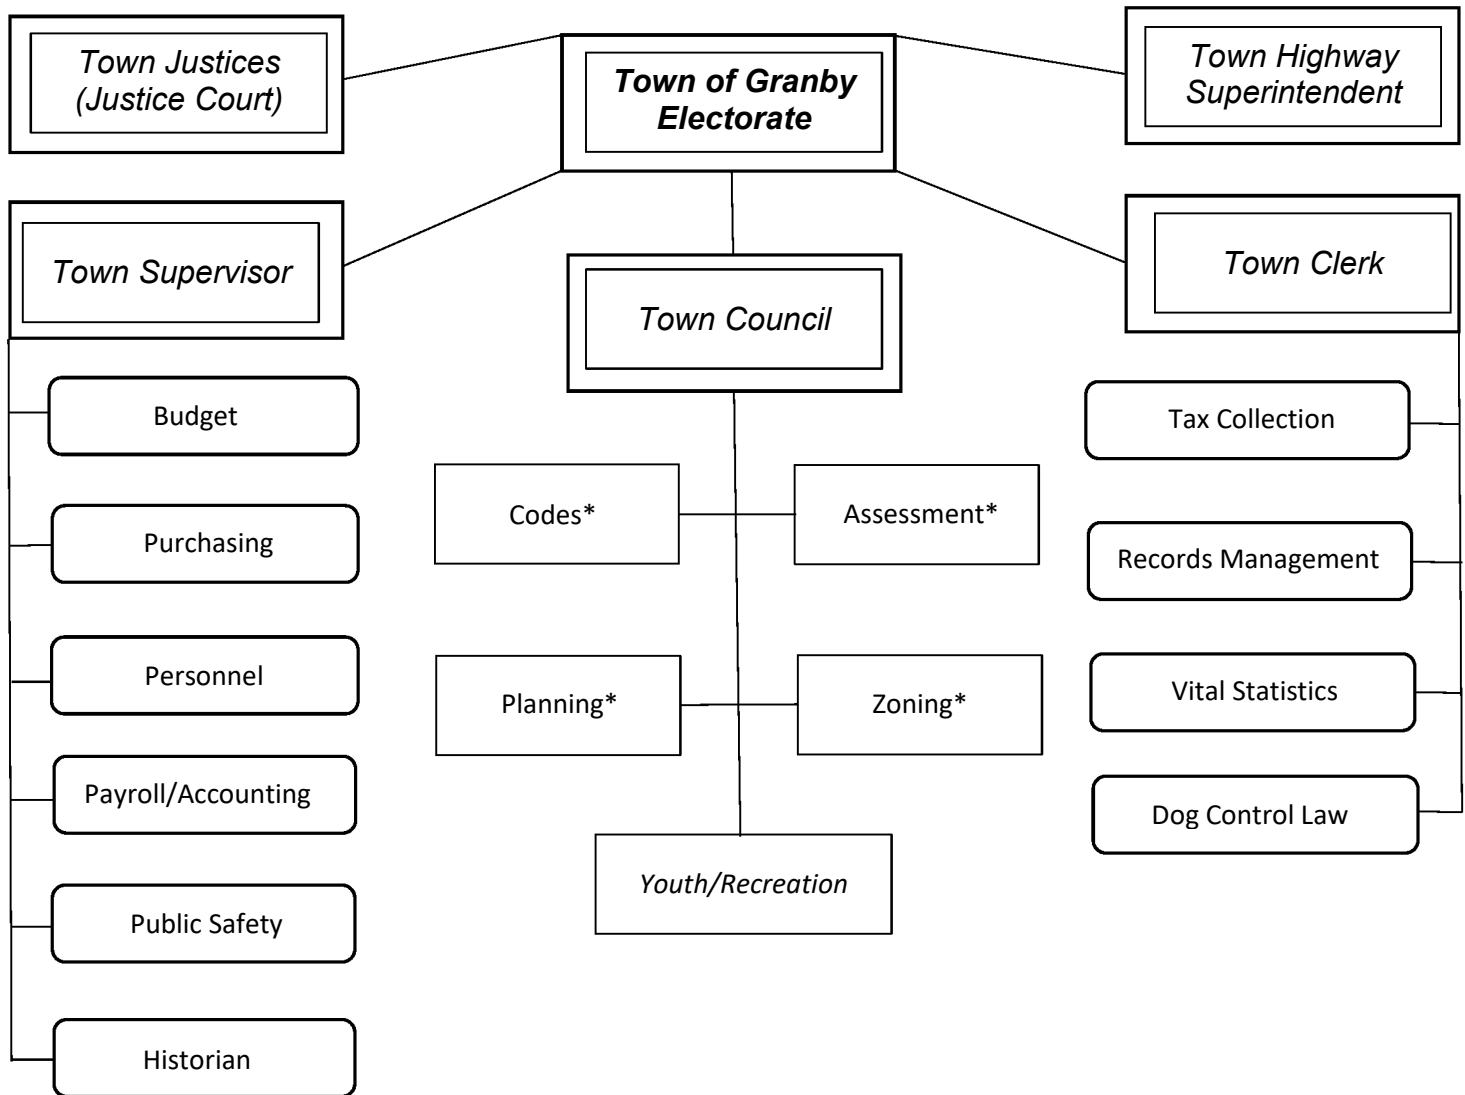 Town Justices
(Justice Court)
Town of Granby
Electorate
Town Highway
Superintendent
Town Supervisor
Town Council
Town Clerk
Budget
Purchasing
Personnel
Payroll/Accounting
Public Safety
Historian
Codes*
Assessment*
Planning*
Zoning*
Youth/Recreation
Tax Collection
Records Management
Vital Statistics
Dog Control Law